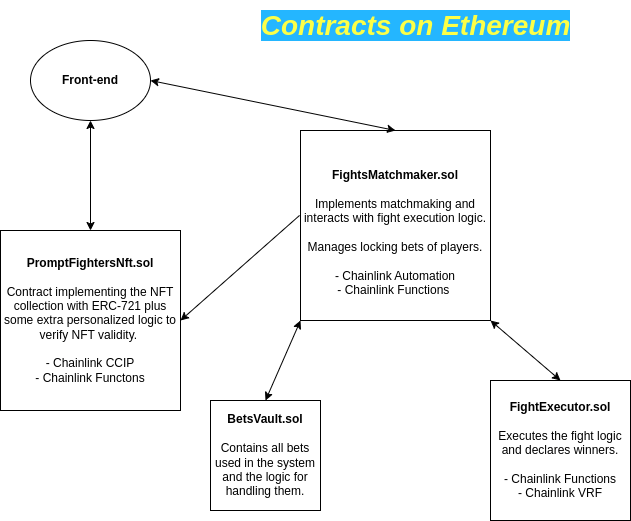 Contracts on Ethereum
Front-end
FightsMatchmaker.sol
Implements matchmaking and
interacts with fight execution logic.
Manages locking bets of players.
- Chainlink Automation
- Chainlink Functions
PromptFightersNft.sol
Contract implementing the NFT
collection with ERC-721 plus
some extra personalized logic to
verify NFT validity.
- Chainlink CCIP
- Chainlink Functons
BetsVault.sol
Contains all bets
used in the system
and the logic for
handling them.
FightExecutor.sol
Executes the fight logic
and declares winners.
- Chainlink Functions
- Chainlink VRF